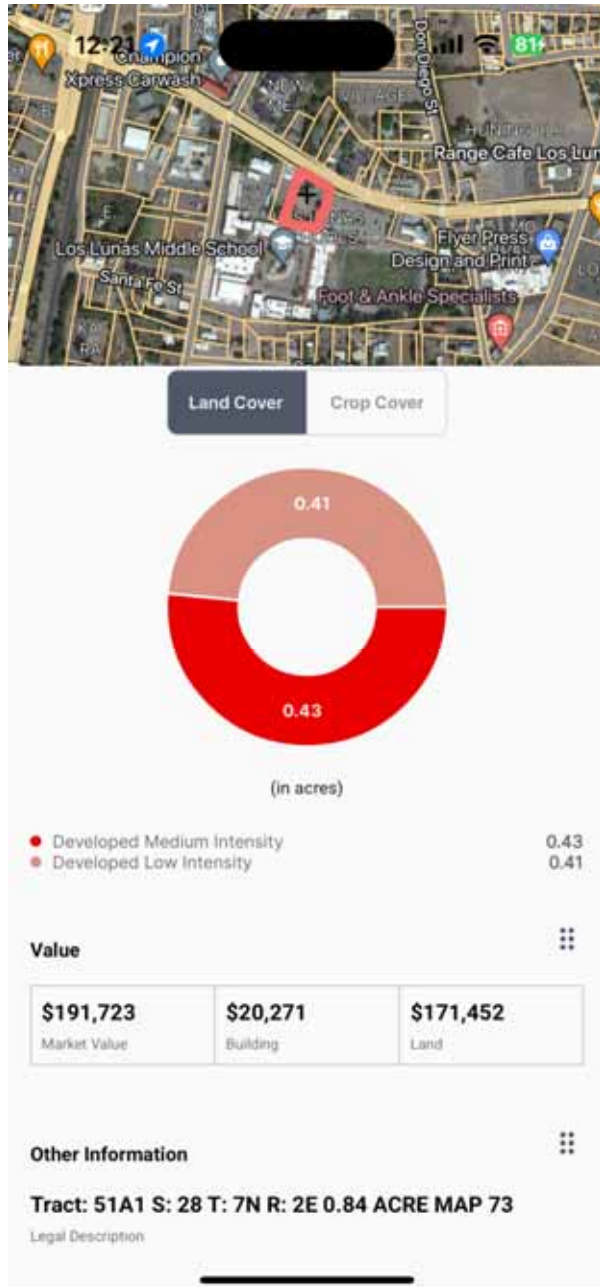 12:21
81
Champion
Xpress Carwash
Don Diego St
VILLAGE
Range Cafe Los Lun
Los Lunas Middle School
Flyer Press
Design and Print
Santa Fe St
Foot & Ankle Specialists
Land Cover
Crop Cover
0.41
0.43
(in acres)
Developed Medium Intensity 0.43
Developed Low Intensity 0.41
Value
$191,723 $20,271 $171,452
Market Value Building Land
Other Information
Tract: 51A1 S: 28 T: 7N R: 2E 0.84 ACRE MAP 73
Legal Description